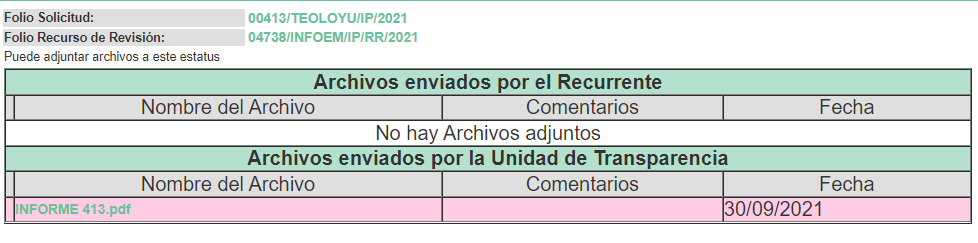 Folio Solicitud: 00413/TEOLOYU/IP/2021
Folio Recurso de Revisión: 04738/INFOEM/IP/RR/2021
Puede adjuntar archivos a este estatus
Archivos enviados por el Recurrente
Nombre del Archivo Comentarios Fecha
No hay Archivos adjuntos
Archivos enviados por la Unidad de Transparencia
Nombre del Archivo Comentarios Fecha
INFORME 413.pdf 30/09/2021